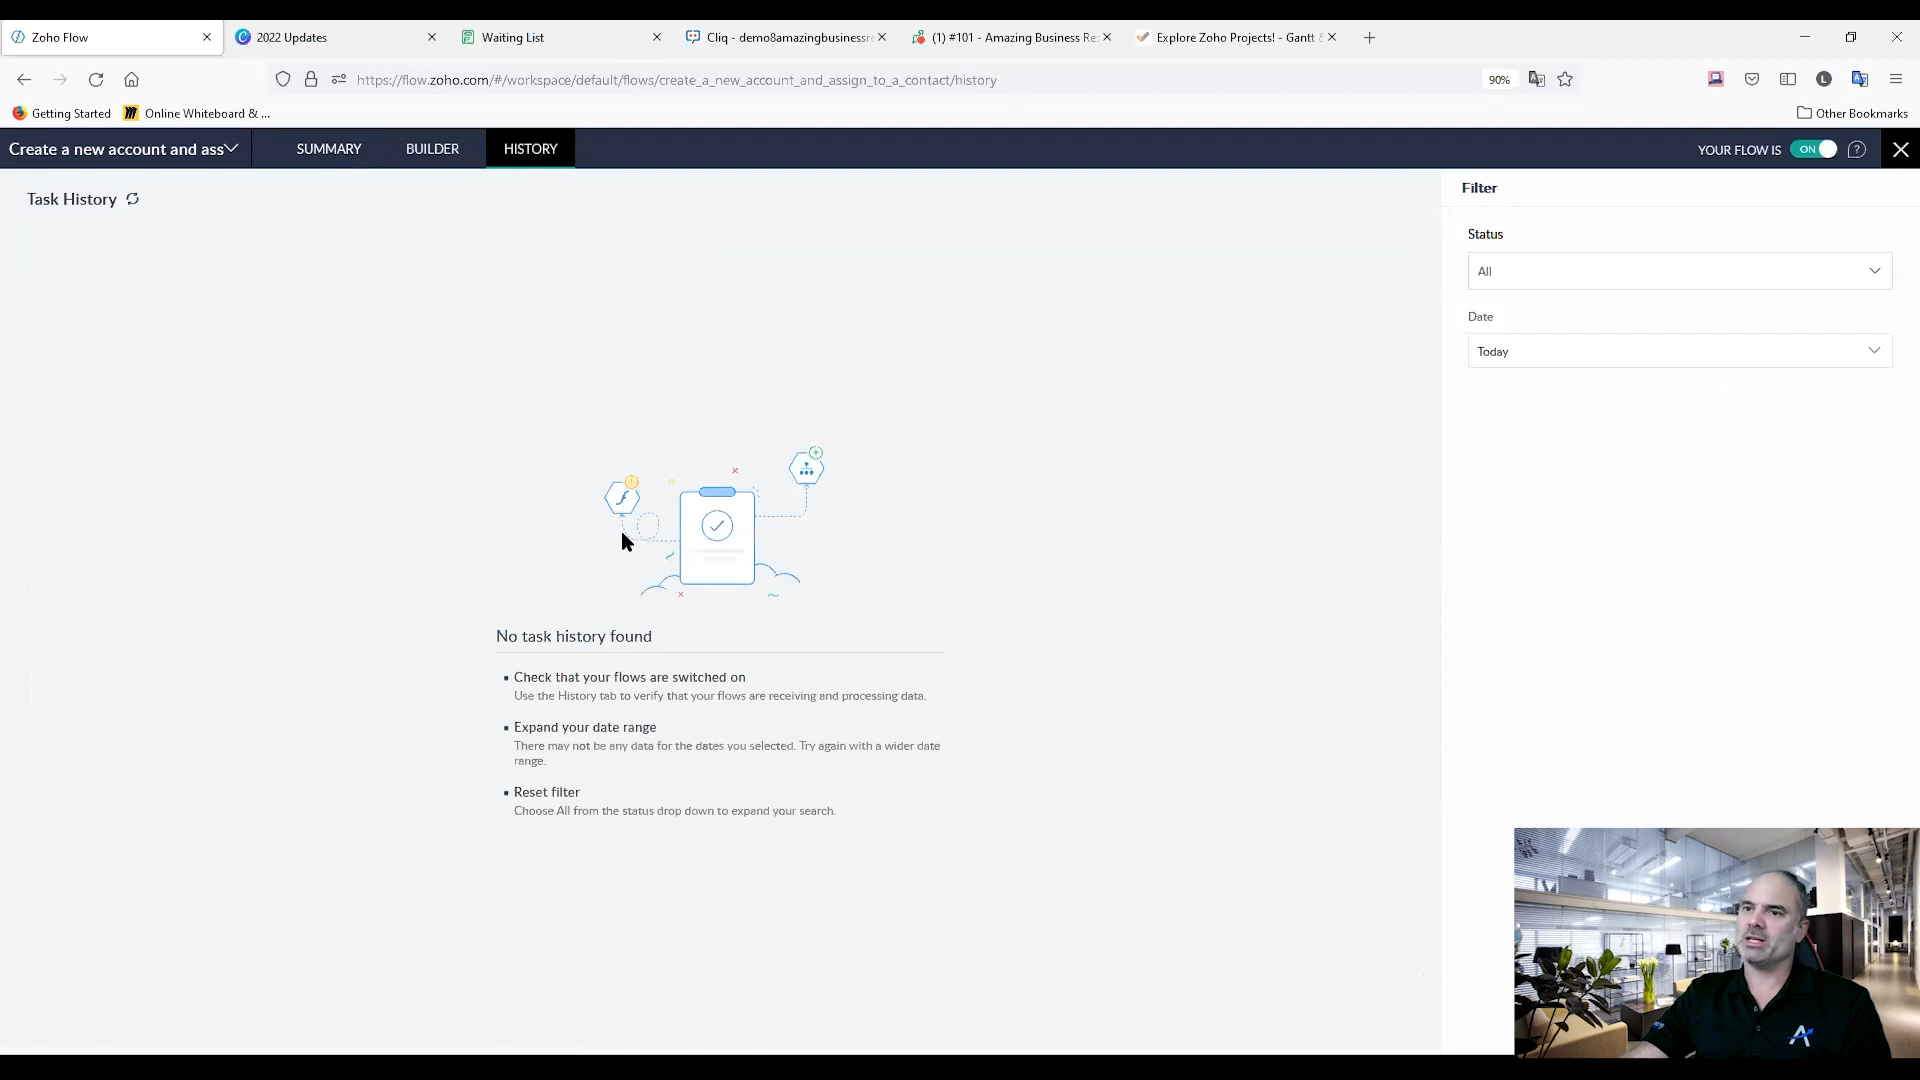 Zoho Flow
2022 Updates
Waiting List
Cliq - demo8amazingbusinessre
(1) #101 - Amazing Business Re
Explore Zoho Projects! - Gantt &
https://flow.zoho.com/#/workspace/default/flows/create_a_new_account_and_assign_to_a_contact/history
90%
L
Getting Started
Online Whiteboard & ...
Other Bookmarks
Create a new account and ass
SUMMARY
BUILDER
HISTORY
YOUR FLOW IS
ON
Task History
Filter
Status
All
Date
Today
No task history found
Check that your flows are switched on
Use the History tab to verify that your flows are receiving and processing data.
Expand your date range
There may not be any data for the dates you selected. Try again with a wider date
range.
Reset filter
Choose All from the status drop down to expand your search.